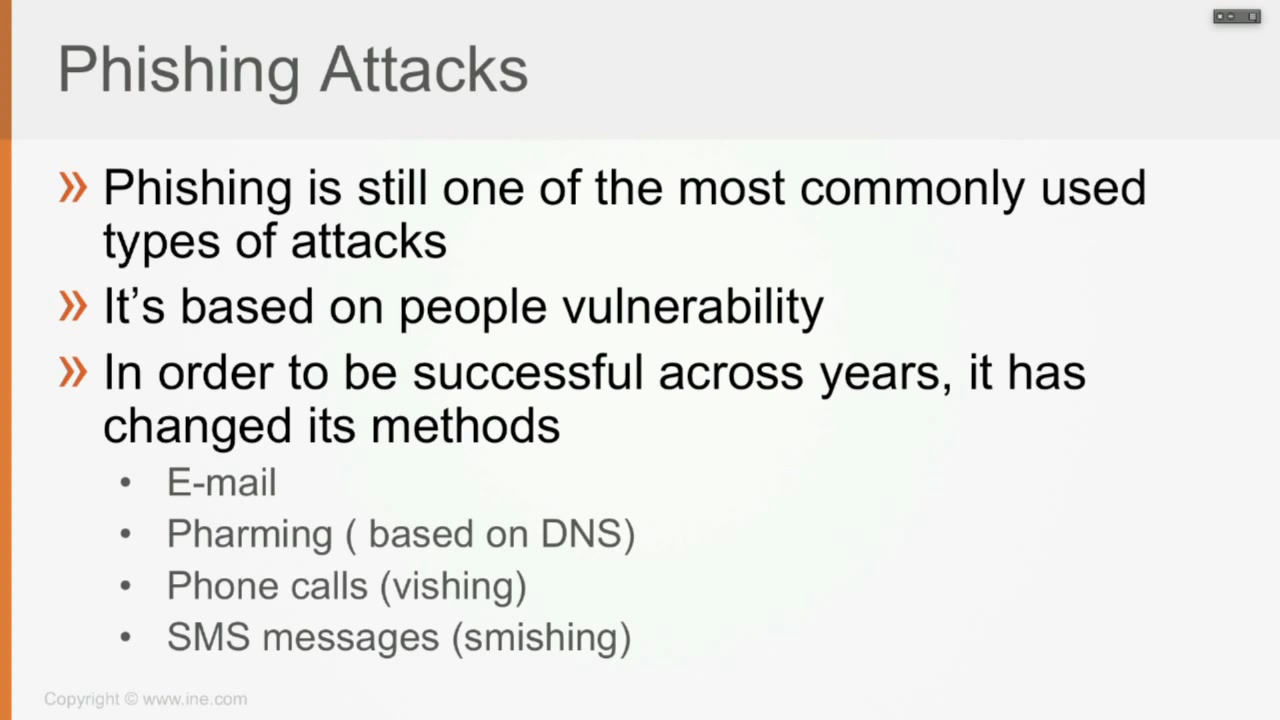 Phishing Attacks
» Phishing is still one of the most commonly used
types of attacks
» It’s based on people vulnerability
» In order to be successful across years, it has
changed its methods
• E-mail
• Pharming ( based on DNS)
• Phone calls (vishing)
• SMS messages (smishing)
Copyright © www.ine.com